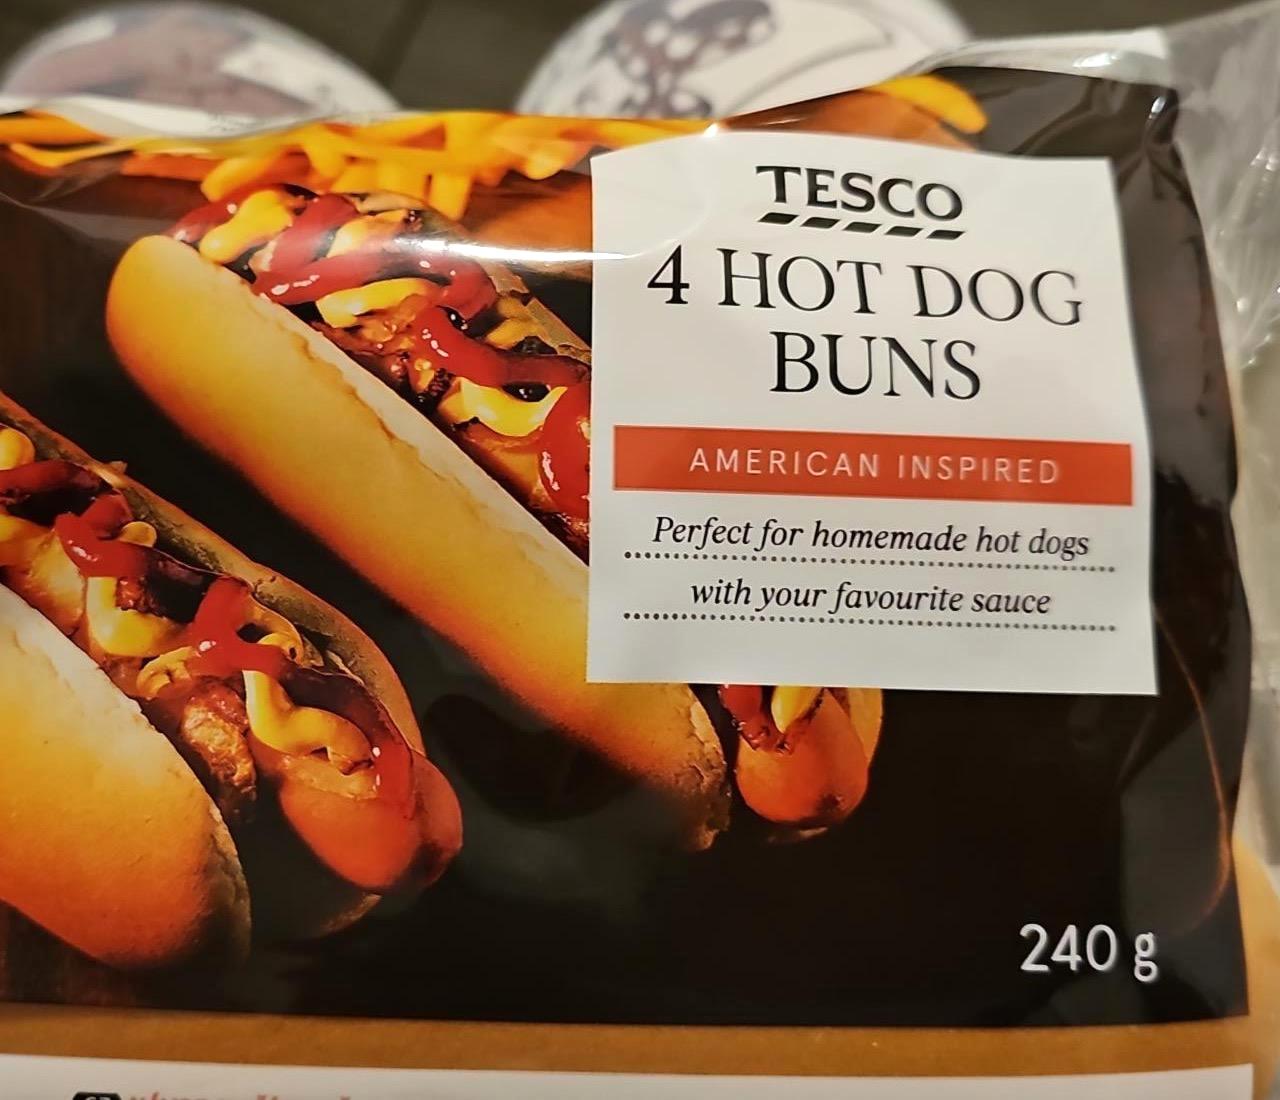 TESCO
4 HOT DOG
BUNS
AMERICAN INSPIRED
Perfect for homemade hot dogs
with your favourite sauce
240 g